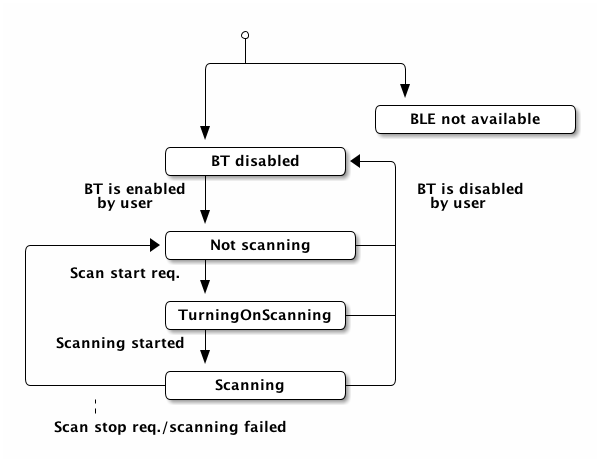 BLE not available
BT disabled
BT is enabled
by user
BT is disabled
by user
Not scanning
Scan start req.
TurningOnScanning
Scanning started
Scanning
Scan stop req./scanning failed